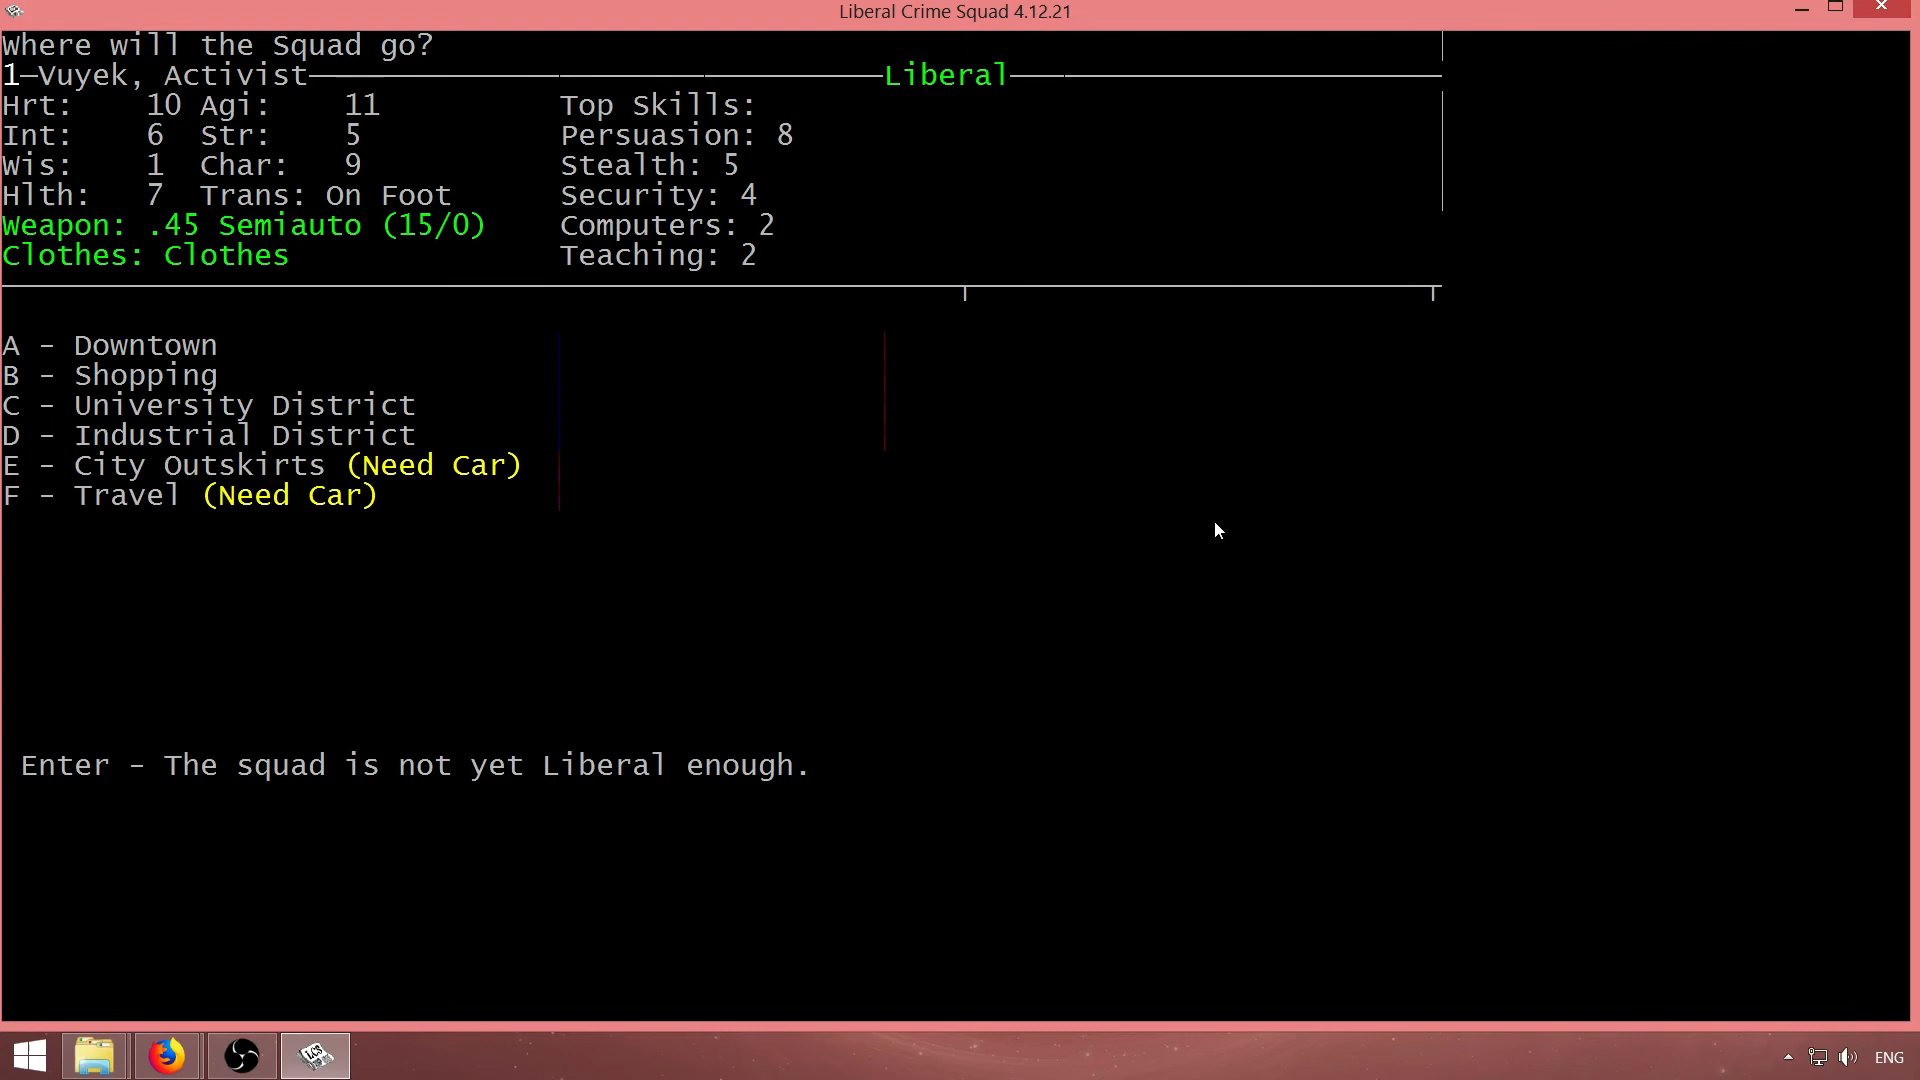 Liberal Crime Squad 4.12.21
Where will the Squad go?
1—Vuyek, Activist Liberal
Hrt: 10 Agi: 11 Top Skills:
Int: 6 Str: 5 Persuasion: 8
Wis: 1 Char: 9 Stealth: 5
Hlth: 7 Trans: On Foot Security: 4
Weapon: .45 Semiauto (15/0) Computers: 2
Clothes: Clothes Teaching: 2
A - Downtown
B - Shopping
C - University District
D - Industrial District
E - City Outskirts (Need Car)
F - Travel (Need Car)
Enter - The squad is not yet Liberal enough.
LCS
ENG